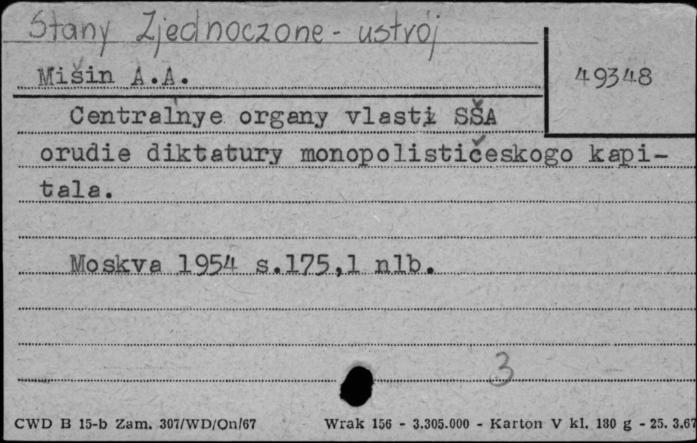 Stany Zjednoczone - ustrój
Mišin A.A.
49348
Centralnye organy vlasti SŠA
orudie diktatury monopolističeskogo kapi-
tala.
Moskva 1954 s.175,1 nlb.
3
CWD B 15-b Zam. 307/WD/Qn/67 Wrak 156 - 3.305.000 - Karton V kl. 180 g - 25. 3.67